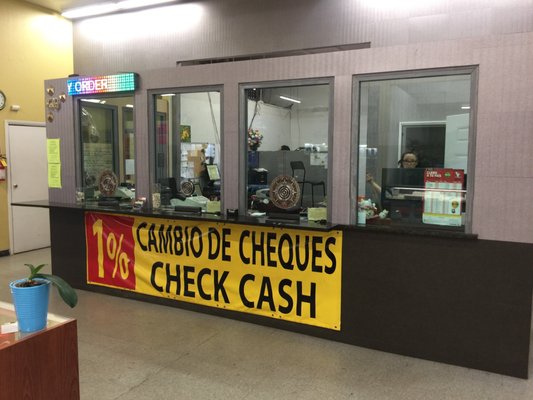 Y ORDER
1%
CAMBIO DE CHEQUES
CHECK CASH